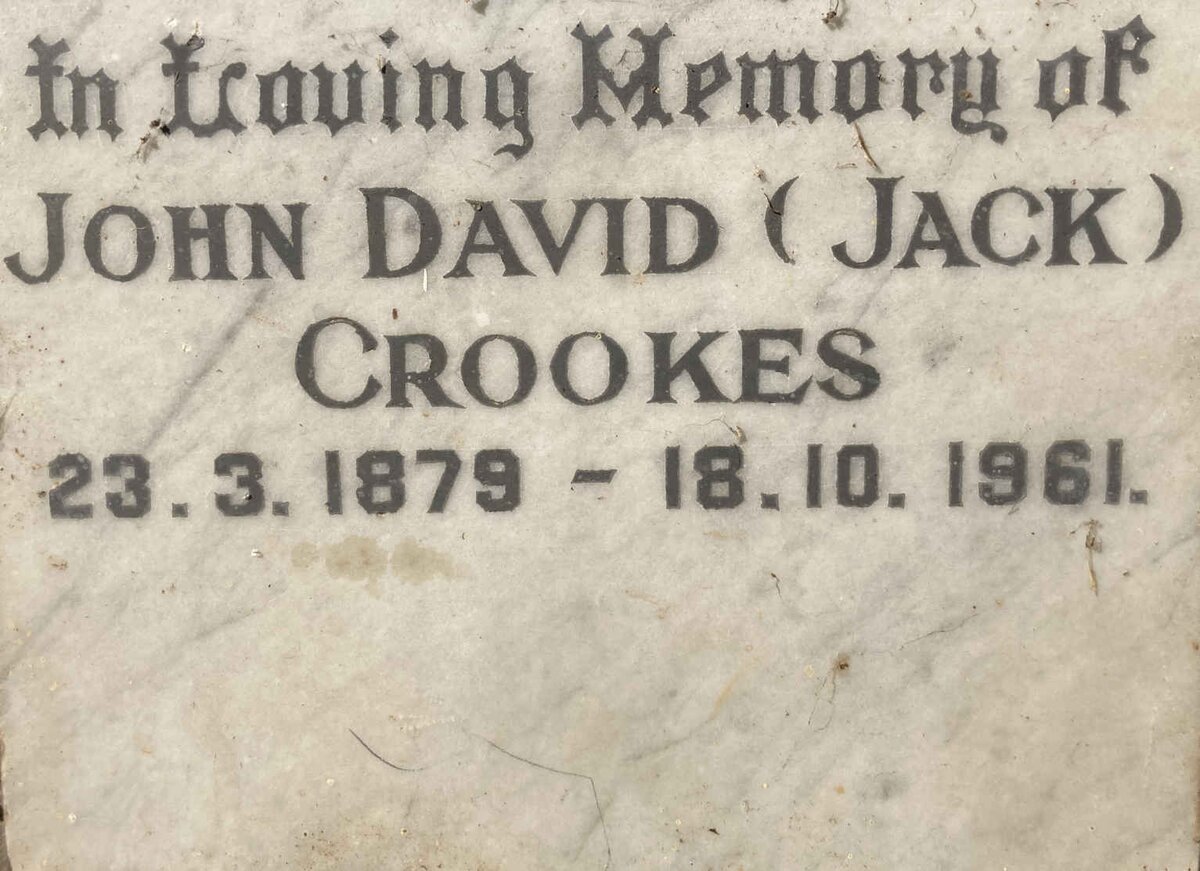 In Loving Memory of
JOHN DAVID (JACK)
CROOKES
23.3.1879 - 18.10.1961.